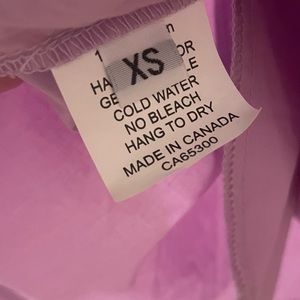 XS
COLD WATER
NO BLEACH
HANG TO DRY
MADE IN CANADA
CA65300